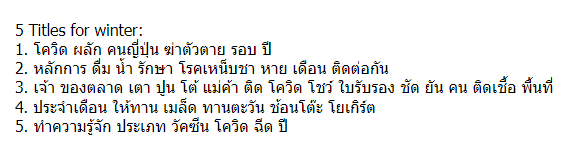 5 Titles for winter:
1. โควิด ผลัก คนญี่ปุ่น ฆ่าตัวตาย รอบ ปี
2. หลักการ ดื่ม น้ำ รักษา โรคเหน็บชา หาย เดือน ติดต่อกัน
3. เจ้า ของตลาด เตา ปูน โต้ แม่ค้า ติด โควิด โชว์ ใบรับรอง ชัด ยัน คน ติดเชื้อ พื้นที่
4. ประจำเดือน ให้ทาน เมล็ด ทานตะวัน ช้อนโต๊ะ โยเกิร์ต
5. ทำความรู้จัก ประเภท วัคซีน โควิด ฉีด ปี